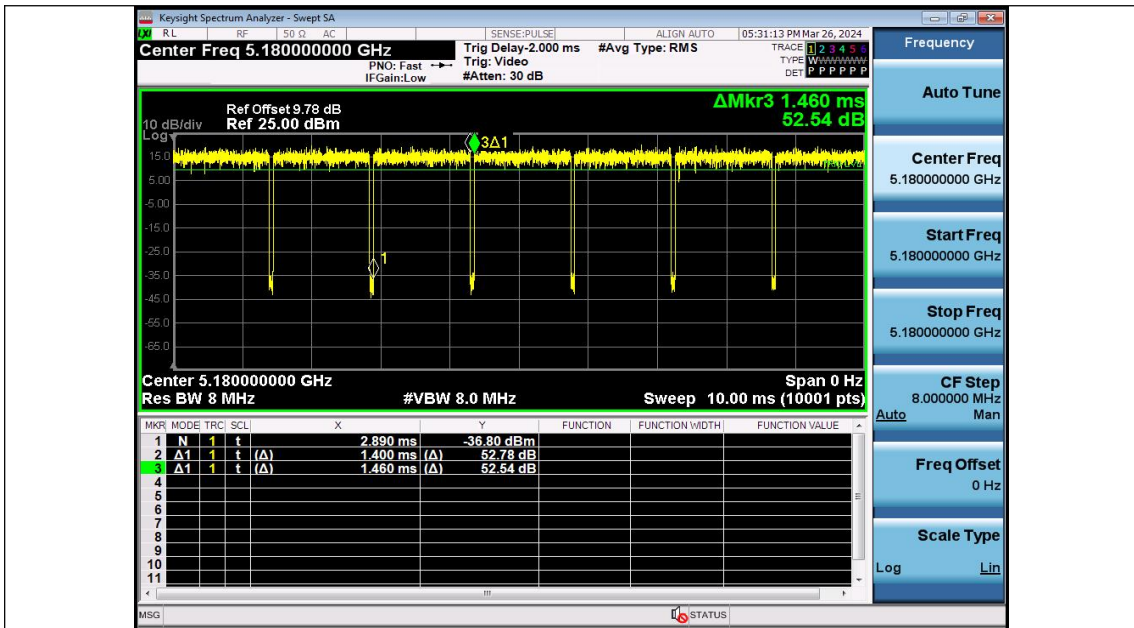 Keysight Spectrum Analyzer - Swept SA
LXI RL RF 50 Ω AC SENSE:PULSE ALIGN AUTO 05:31:13 PM Mar 26, 2024
Center Freq 5.180000000 GHz
PNO: Fast
IFGain:Low
Trig Delay-2.000 ms
Trig: Video
#Atten: 30 dB
#Avg Type: RMS
TRACE 1 2 3 4 5 6
TYPE WWWWWW
DET P P P P P P
Ref Offset 9.78 dB
10 dB/div Ref 25.00 dBm
Log
ΔMkr3 1.460 ms
52.54 dB
3Δ1
15.0
5.00
-5.00
-15.0
-25.0
1
-35.0
-45.0
-55.0
-65.0
Center 5.180000000 GHz Span 0 Hz
Res BW 8 MHz #VBW 8.0 MHz Sweep 10.00 ms (10001 pts)
MKR MODE TRC SCL X Y FUNCTION FUNCTION WIDTH FUNCTION VALUE
1 N 1 t 2.890 ms -36.80 dBm
2 Δ1 1 t (Δ) 1.400 ms (Δ) 52.78 dB
3 Δ1 1 t (Δ) 1.460 ms (Δ) 52.54 dB
4
5
6
7
8
9
10
11
MSG STATUS
Frequency
Auto Tune
Center Freq
5.180000000 GHz
Start Freq
5.180000000 GHz
Stop Freq
5.180000000 GHz
CF Step
8.000000 MHz
Auto Man
Freq Offset
0 Hz
Scale Type
Log Lin